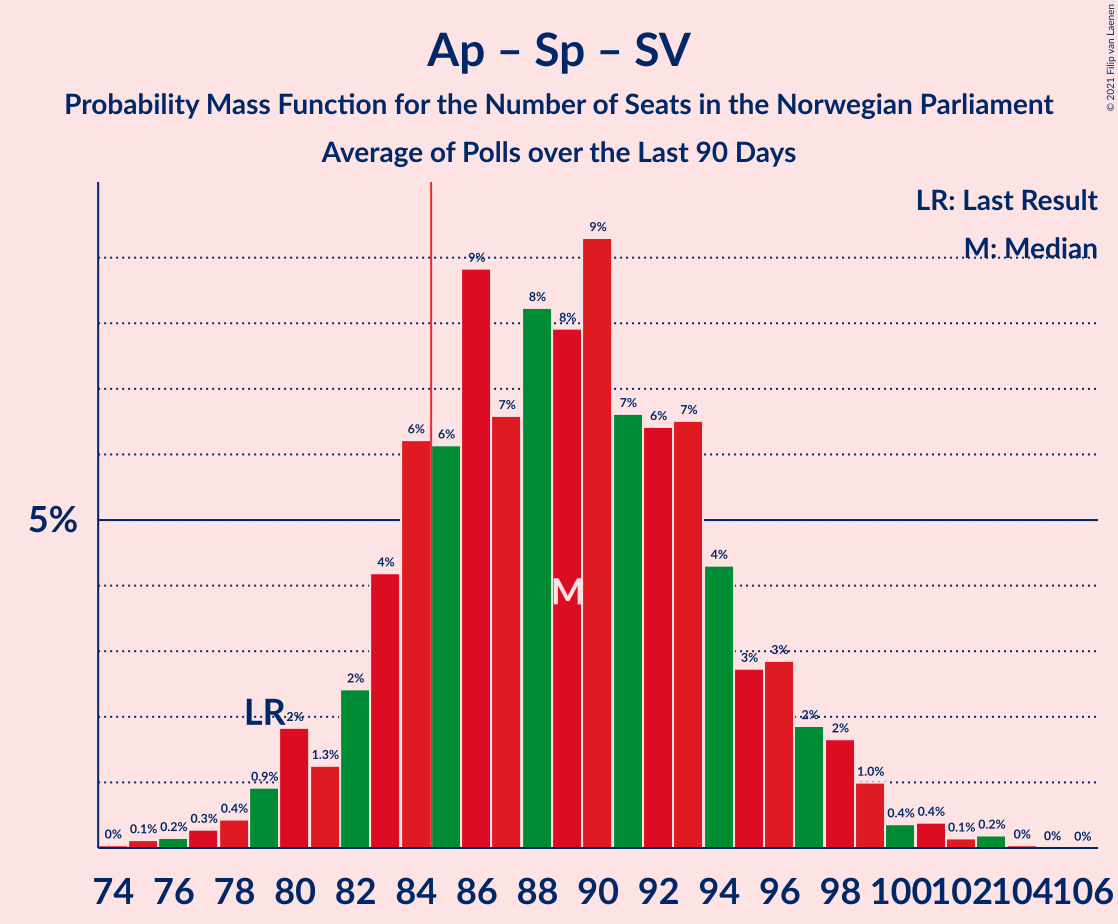 Ap – Sp – SV
Probability Mass Function for the Number of Seats in the Norwegian Parliament
Average of Polls over the Last 90 Days
© 2021 Filip van Laenen
LR: Last Result
M: Median
5%
0% 0.1% 0.2% 0.3% 0.4% 0.9% 2% 1.3% 2% 4% 6% 6% 9% 7% 8% 8% 9% 7% 6% 7% 4% 3% 3% 2% 2% 1.0% 0.4% 0.4% 0.1% 0.2% 0% 0% 0%
LR
M
74 76 78 80 82 84 86 88 90 92 94 96 98 100 102 104 106